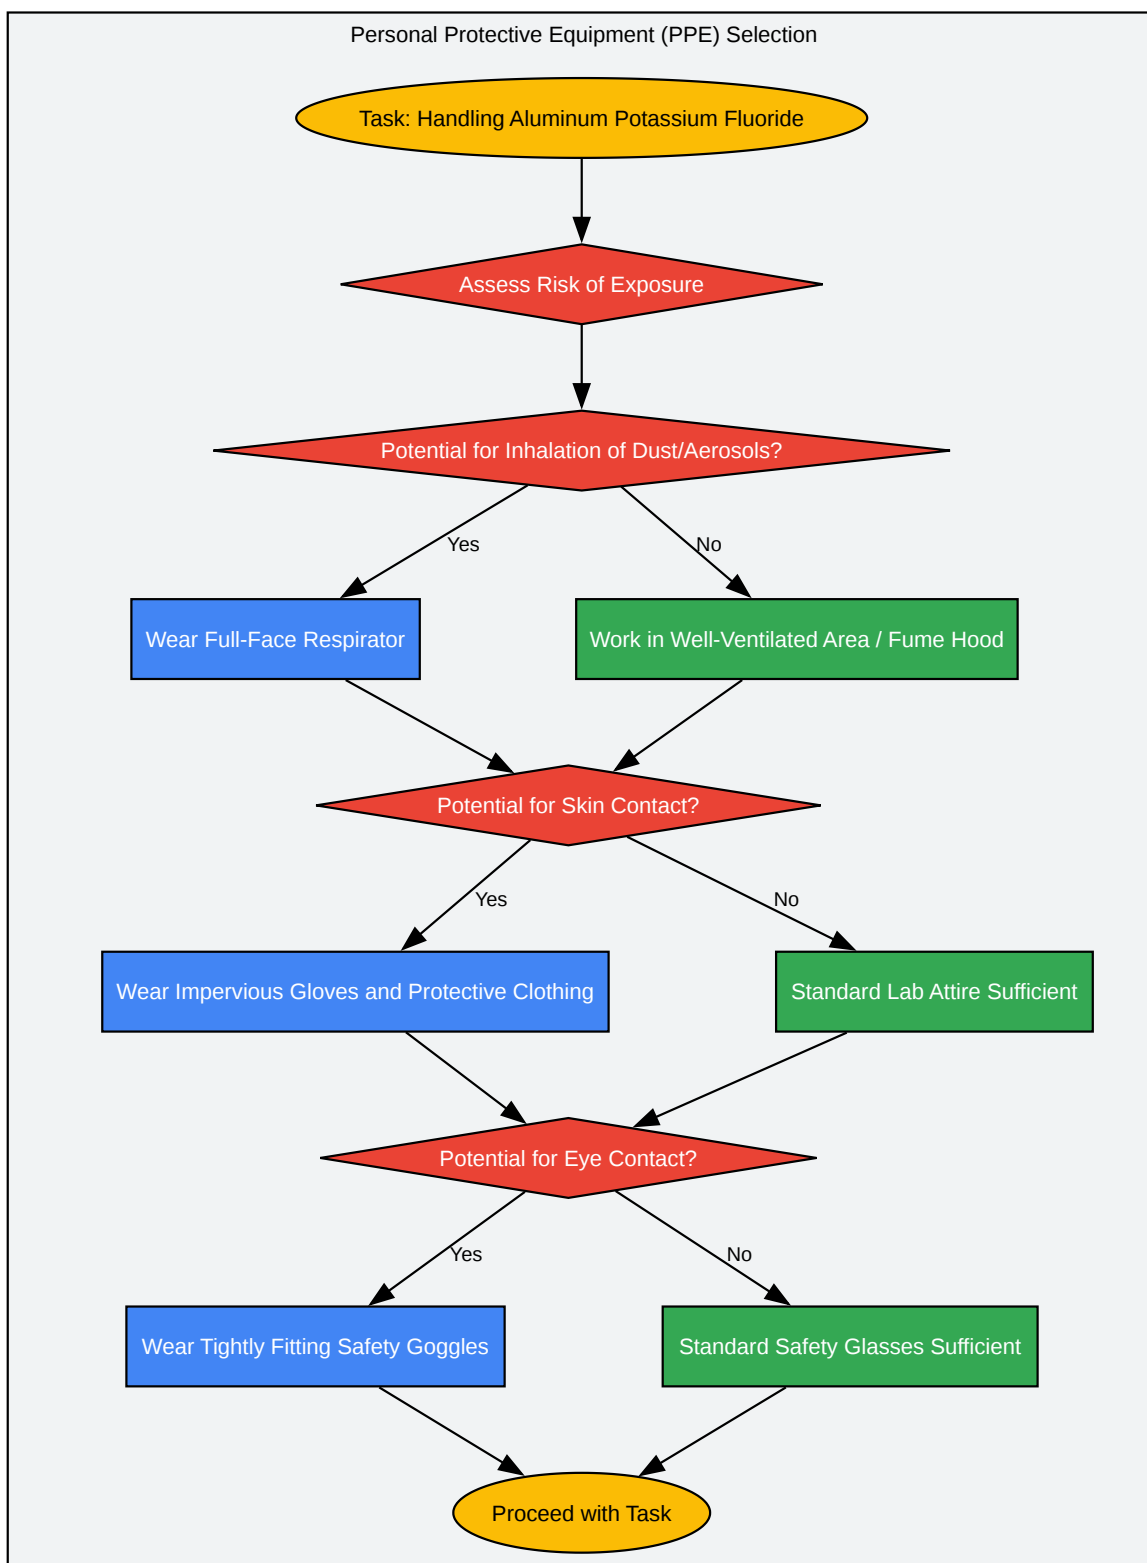 Personal Protective Equipment (PPE) Selection
Task: Handling Aluminum Potassium Fluoride
Assess Risk of Exposure
Potential for Inhalation of Dust/Aerosols?
Yes
No
Wear Full-Face Respirator
Work in Well-Ventilated Area / Fume Hood
Potential for Skin Contact?
Yes
No
Wear Impervious Gloves and Protective Clothing
Standard Lab Attire Sufficient
Potential for Eye Contact?
Yes
No
Wear Tightly Fitting Safety Goggles
Standard Safety Glasses Sufficient
Proceed with Task